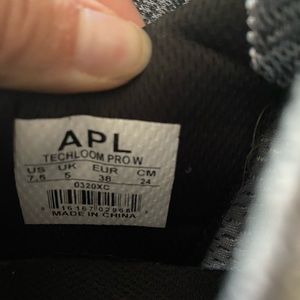 APL
TECHLOOM PRO W
US UK EUR CM
7.5 5 38 24
0320XC
MADE IN CHINA